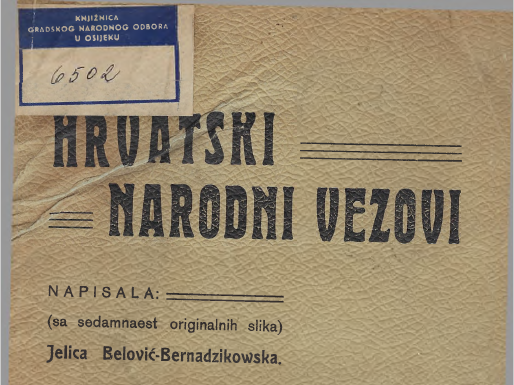 KNJIŽNICA
GRADSKOG NARODNOG ODBORA
U OSIJEKU
6502
HRVATSKI
NARODNI VEZOVI
NAPISALA:
(sa sedamnaest originalnih slika)
Jelica Belović-Bernadzikowska.